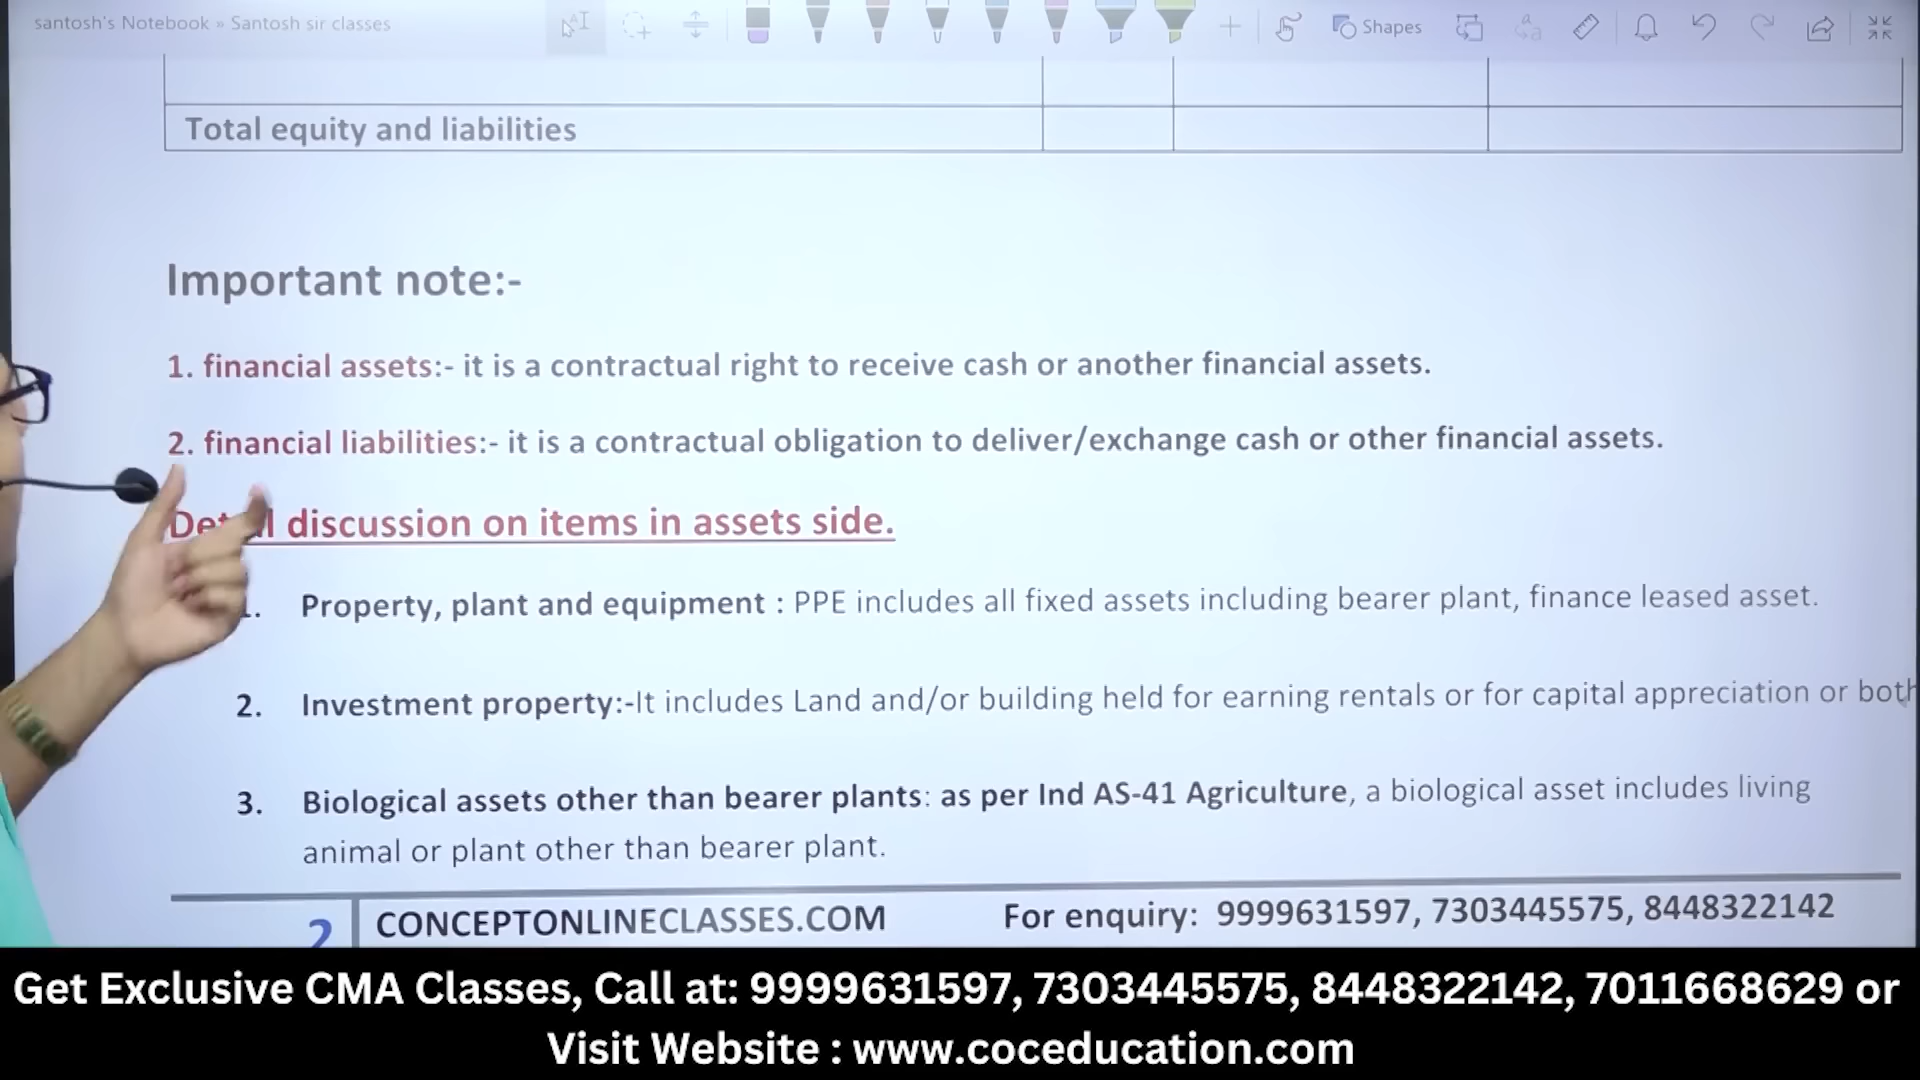 santosh's Notebook » Santosh sir classes
Shapes
Total equity and liabilities
Important note:-
1. financial assets:- it is a contractual right to receive cash or another financial assets.
2. financial liabilities:- it is a contractual obligation to deliver/exchange cash or other financial assets.
discussion on items in assets side.
1. Property, plant and equipment : PPE includes all fixed assets including bearer plant, finance leased asset.
2. Investment property:-It includes Land and/or building held for earning rentals or for capital appreciation or both
3. Biological assets other than bearer plants: as per Ind AS-41 Agriculture, a biological asset includes living
animal or plant other than bearer plant.
2 CONCEPTONLINECLASSES.COM For enquiry: 9999631597, 7303445575, 8448322142
Get Exclusive CMA Classes, Call at: 9999631597, 7303445575, 8448322142, 7011668629 or
Visit Website : www.coceducation.com